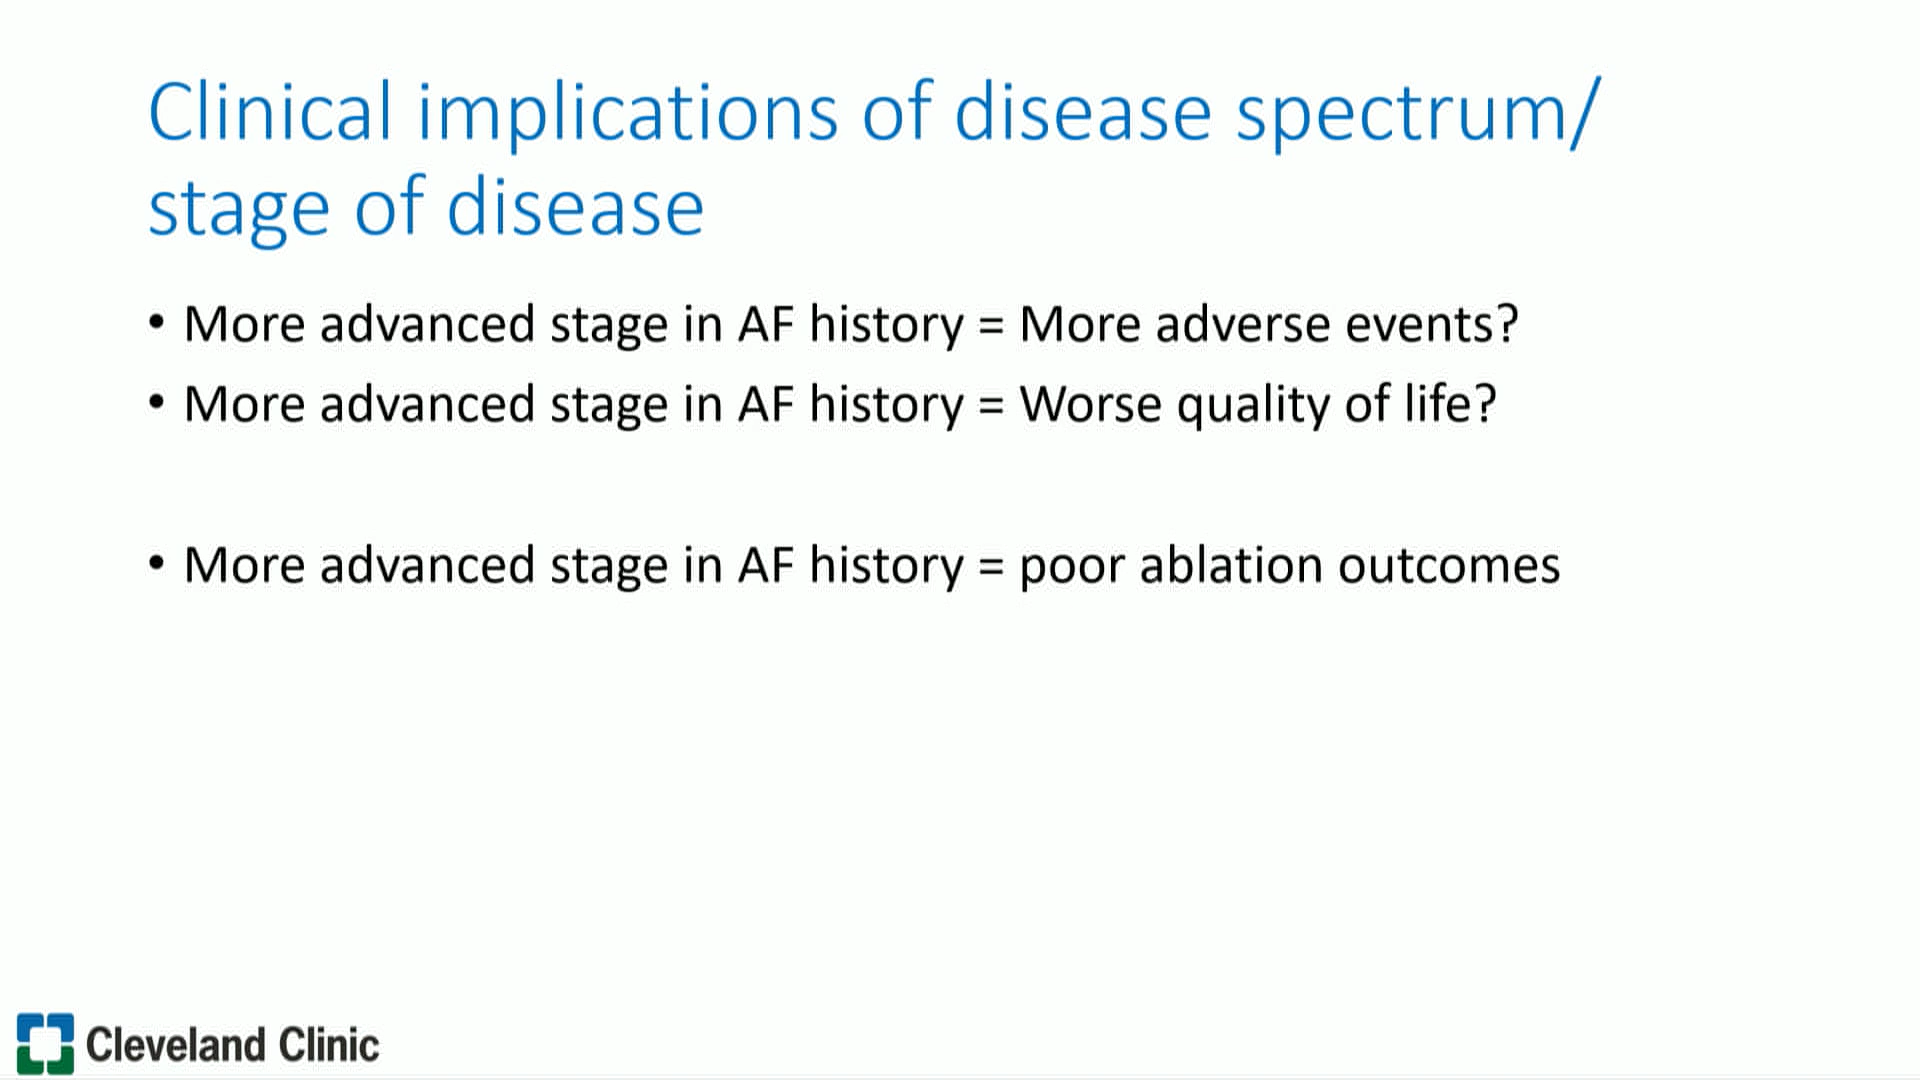 Clinical implications of disease spectrum/
stage of disease
• More advanced stage in AF history = More adverse events?
• More advanced stage in AF history = Worse quality of life?
• More advanced stage in AF history = poor ablation outcomes
Cleveland Clinic